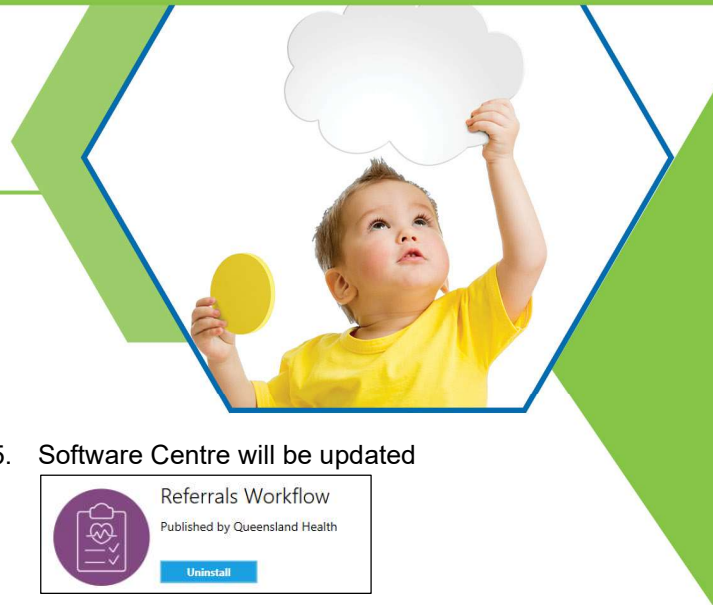 5. Software Centre will be updated
Referrals Workflow
Published by Queensland Health
Uninstall